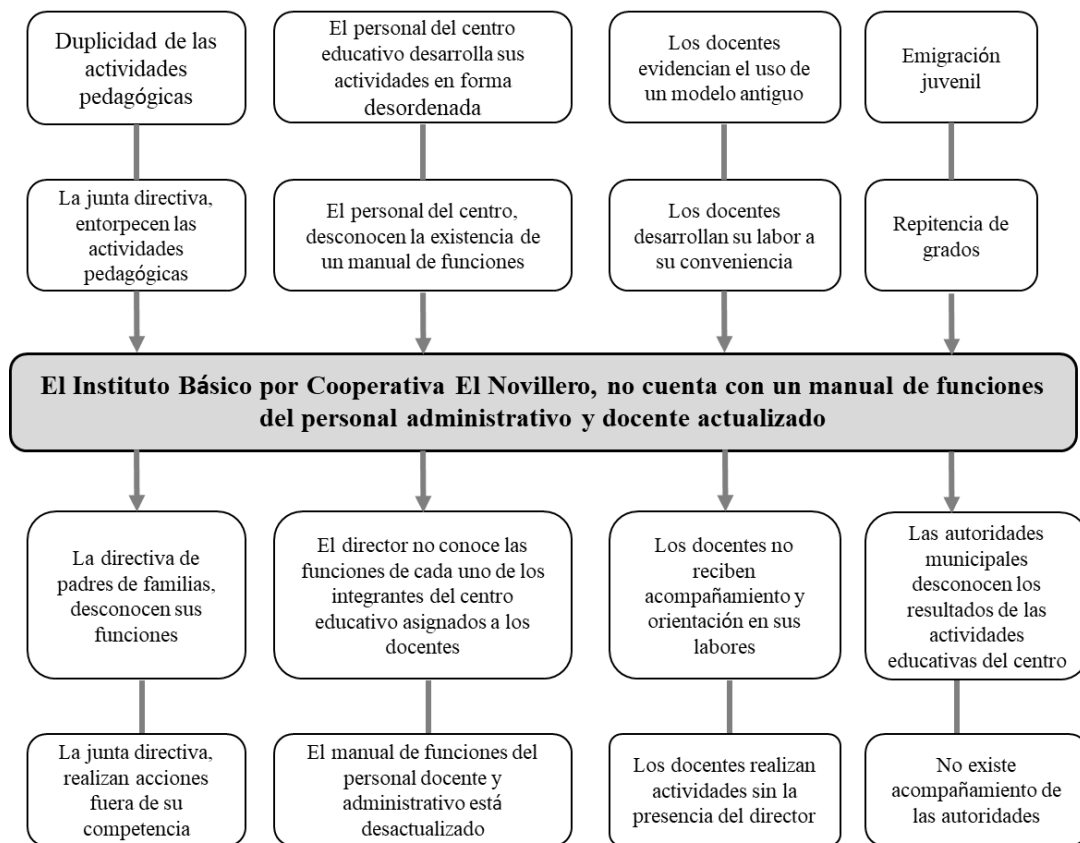 Duplicidad de las
actividades
pedagógicas
El personal del centro
educativo desarrolla sus
actividades en forma
desordenada
Los docentes
evidencian el uso de
un modelo antiguo
Emigración
juvenil
La junta directiva,
entorpecen las
actividades
pedagógicas
El personal del centro,
desconocen la existencia de
un manual de funciones
Los docentes
desarrollan su labor a
su conveniencia
Repitencia de
grados
El Instituto Básico por Cooperativa El Novillero, no cuenta con un manual de funciones
del personal administrativo y docente actualizado
La directiva de
padres de familias,
desconocen sus
funciones
El director no conoce las
funciones de cada uno de los
integrantes del centro
educativo asignados a los
docentes
Los docentes no
reciben
acompañamiento y
orientación en sus
labores
Las autoridades
municipales
desconocen los
resultados de las
actividades
educativas del centro
La junta directiva,
realizan acciones
fuera de su
competencia
El manual de funciones del
personal docente y
administrativo está
desactualizado
Los docentes realizan
actividades sin la
presencia del director
No existe
acompañamiento de
las autoridades